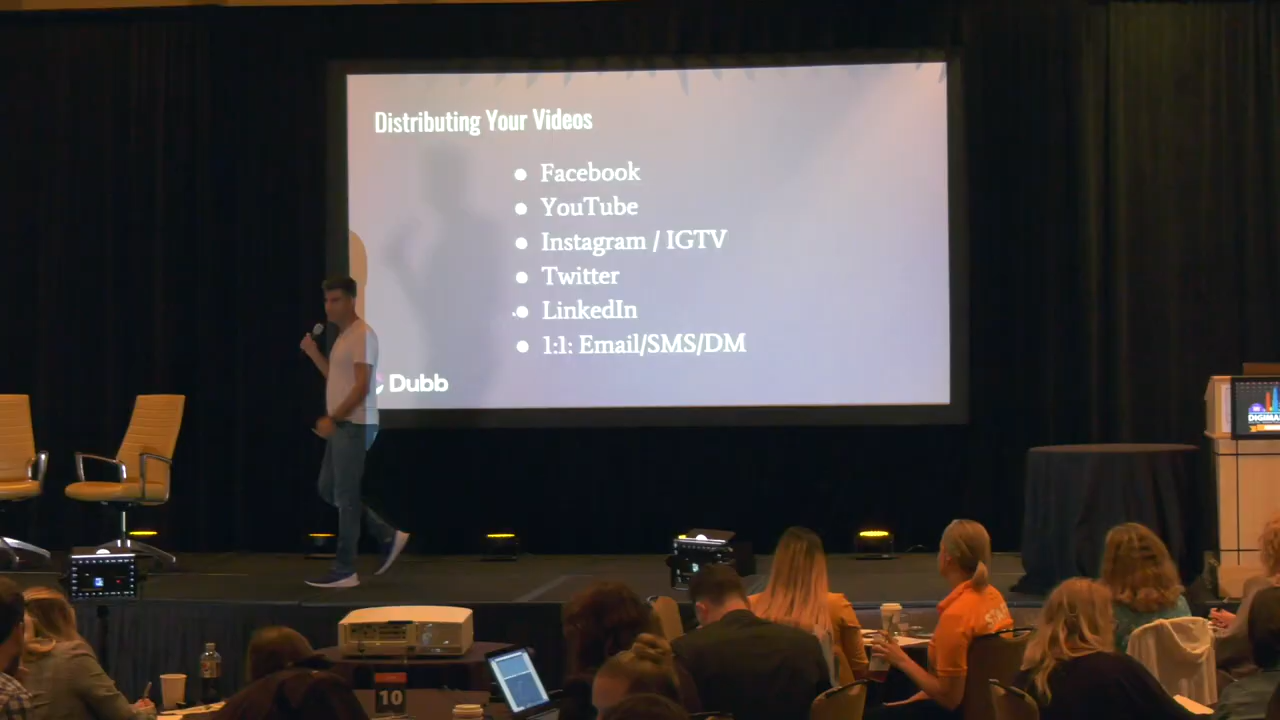 Distributing Your Videos
Facebook
YouTube
Instagram / IGTV
Twitter
LinkedIn
1:1: Email/SMS/DM
Dubb
10